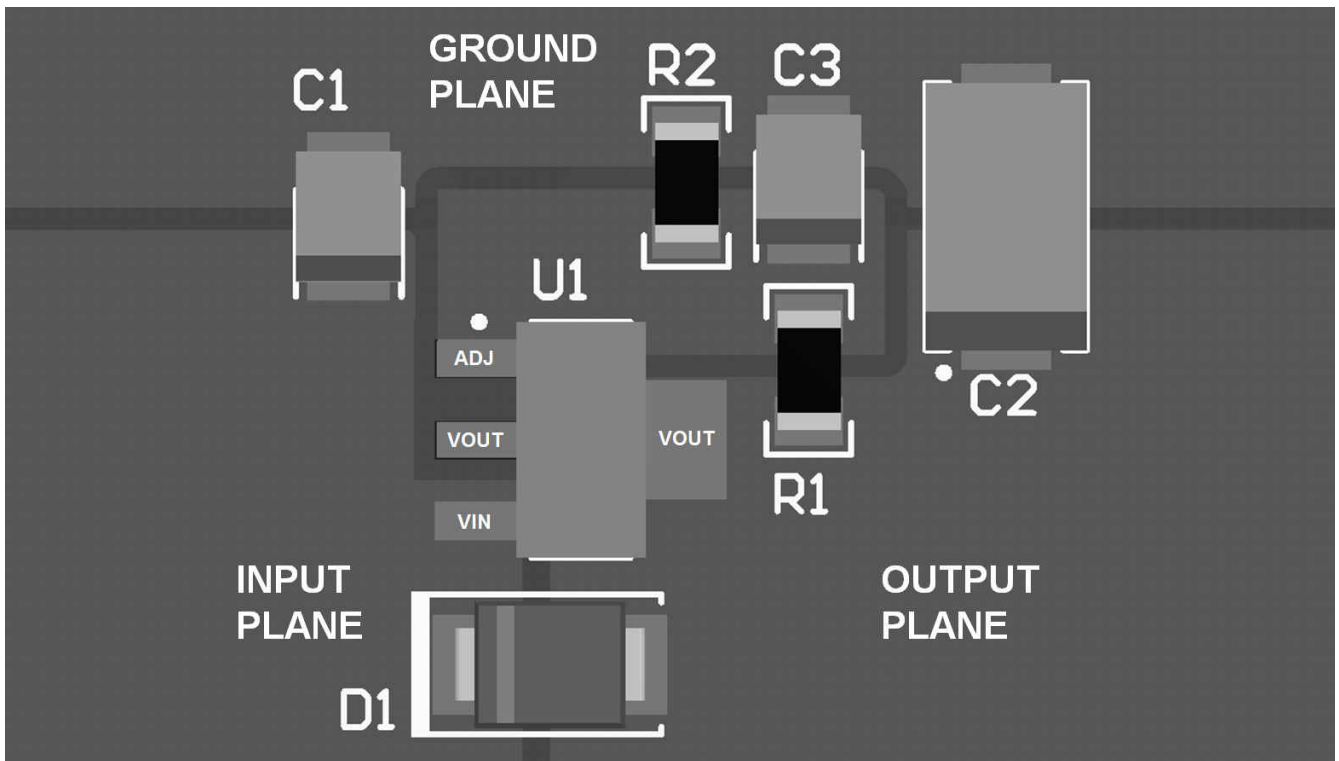 GROUND
PLANE
R2
C3
C1
U1
ADJ
VOUT
VOUT
VIN
C2
R1
INPUT
PLANE
OUTPUT
PLANE
D1